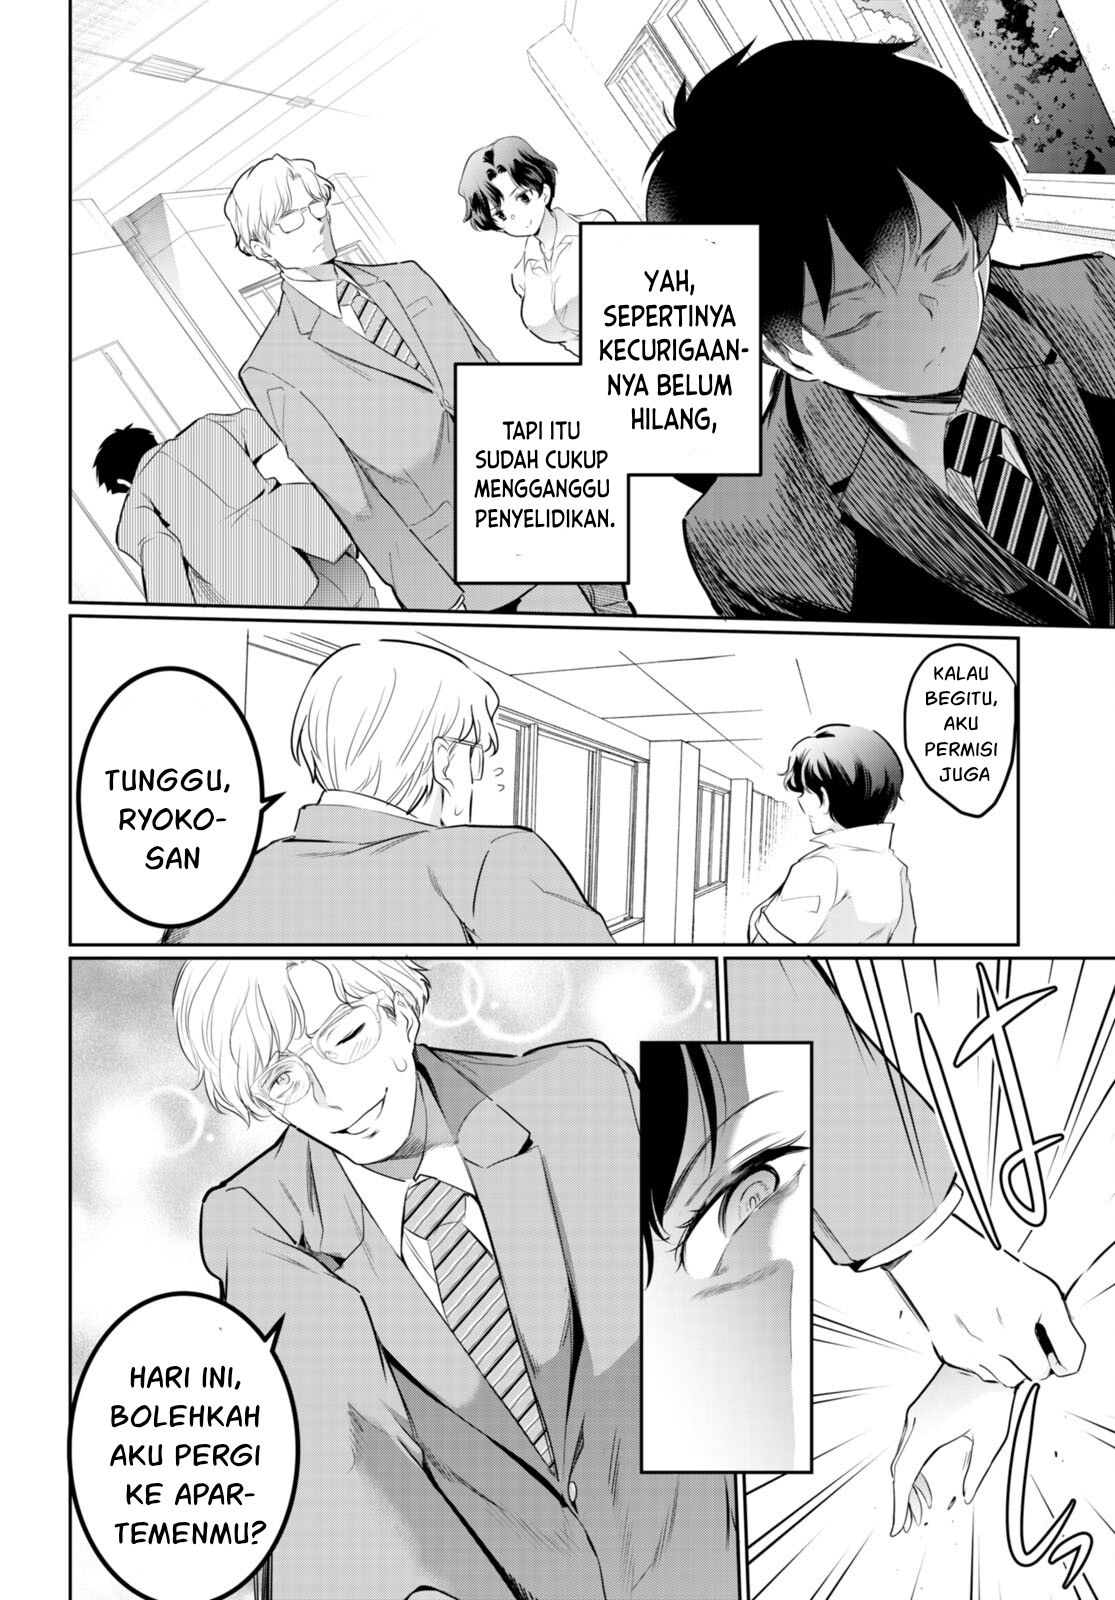 YAH,
SEPERTINYA
KECURIGAAN-
NYA BELUM
HILANG,
TAPI ITU
SUDAH CUKUP
MENGGANGGU
PENYELIDIKAN.
KALAU
BEGITU,
AKU
PERMISI
JUGA
TUNGGU,
RYOKO-
SAN
HARI INI,
BOLEHKAH
AKU PERGI
KE APAR-
TEMENMU?